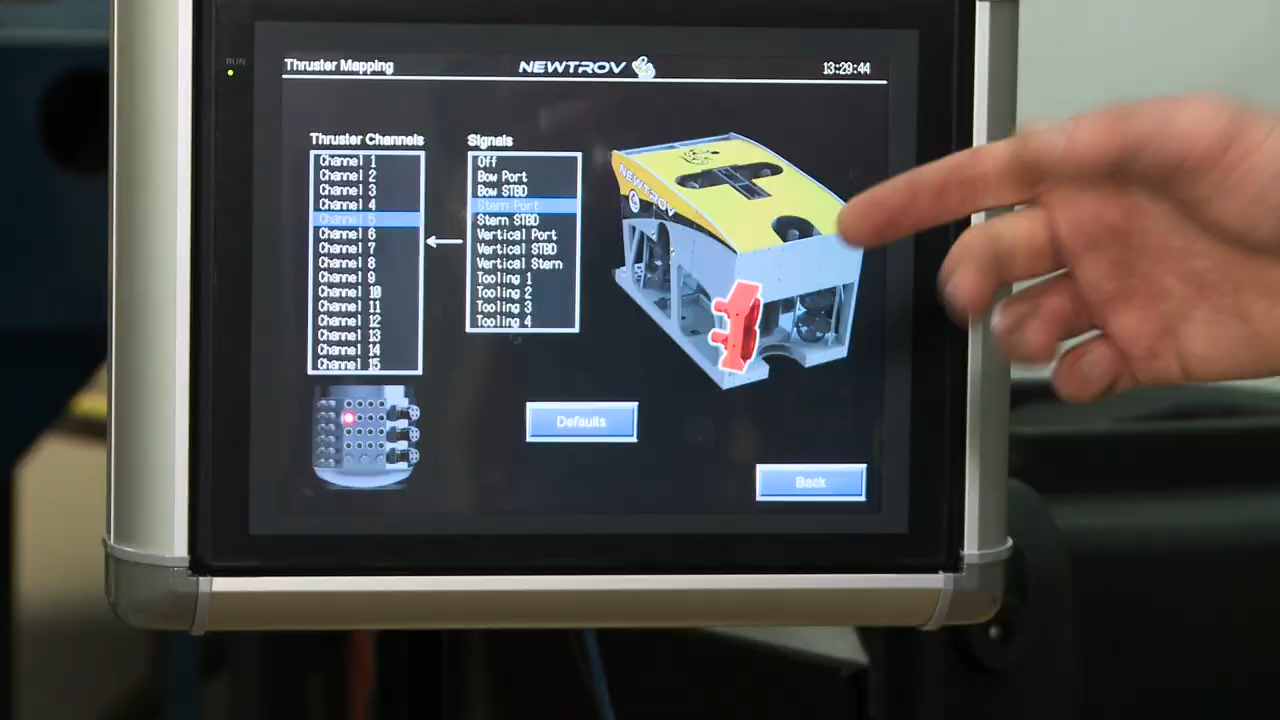 RUN
Thruster Mapping
NEWTROV
13:29:44
Thruster Channels
Channel 1
Channel 2
Channel 3
Channel 4
Channel 5
Channel 6
Channel 7
Channel 8
Channel 9
Channel 10
Channel 11
Channel 12
Channel 13
Channel 14
Channel 15
Signals
Off
Bow Port
Bow STBD
Stern Port
Stern STBD
Vertical Port
Vertical STBD
Vertical Stern
Tooling 1
Tooling 2
Tooling 3
Tooling 4
NEWTROV
Defaults
Back